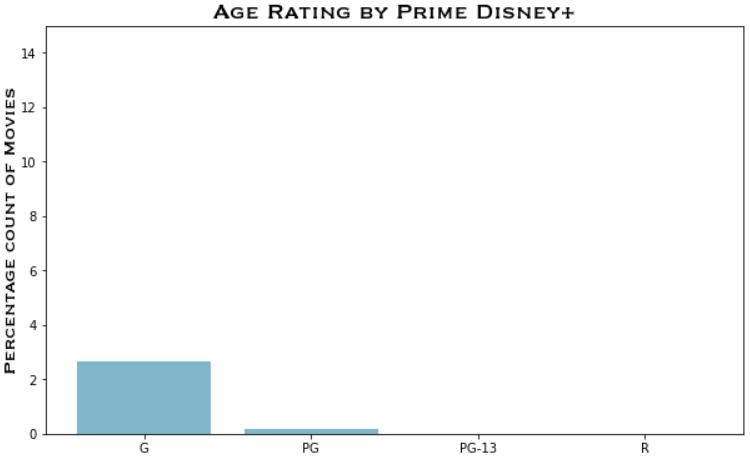 AGE RATING BY PRIME DISNEY+
PERCENTAGE COUNT OF MOVIES
14
12
10
8
6
4
2
0
G PG PG-13 R